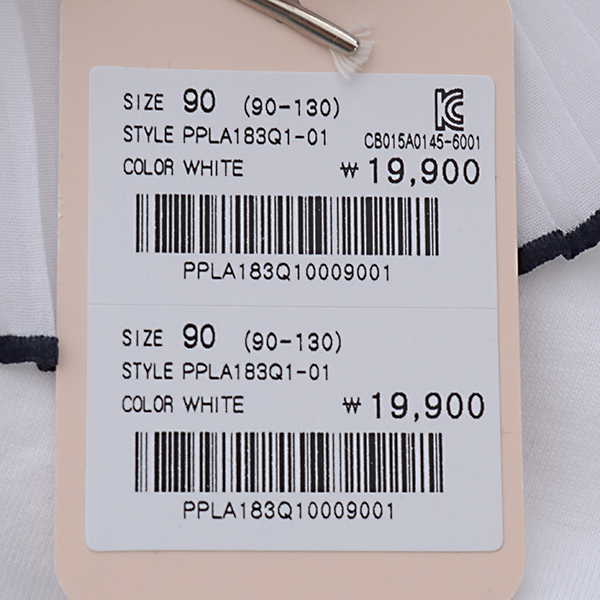 SIZE 90 (90-130)
STYLE PPLA183Q1-01
CB015A0145-6001
COLOR WHITE ₩ 19,900
PPLA183Q10009001
SIZE 90 (90-130)
STYLE PPLA183Q1-01
COLOR WHITE ₩ 19,900
PPLA183Q10009001